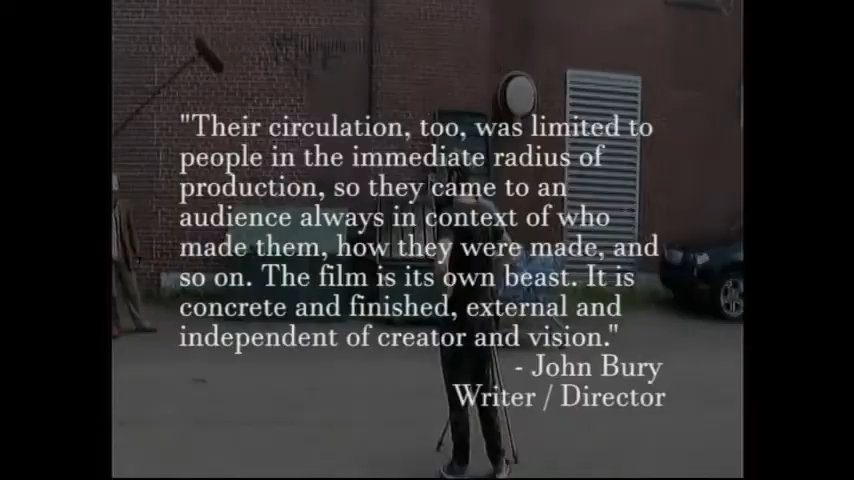 "Their circulation, too, was limited to
people in the immediate radius of
production, so they came to an
audience always in context of who
made them, how they were made, and
so on. The film is its own beast. It is
concrete and finished, external and
independent of creator and vision."
- John Bury
Writer / Director